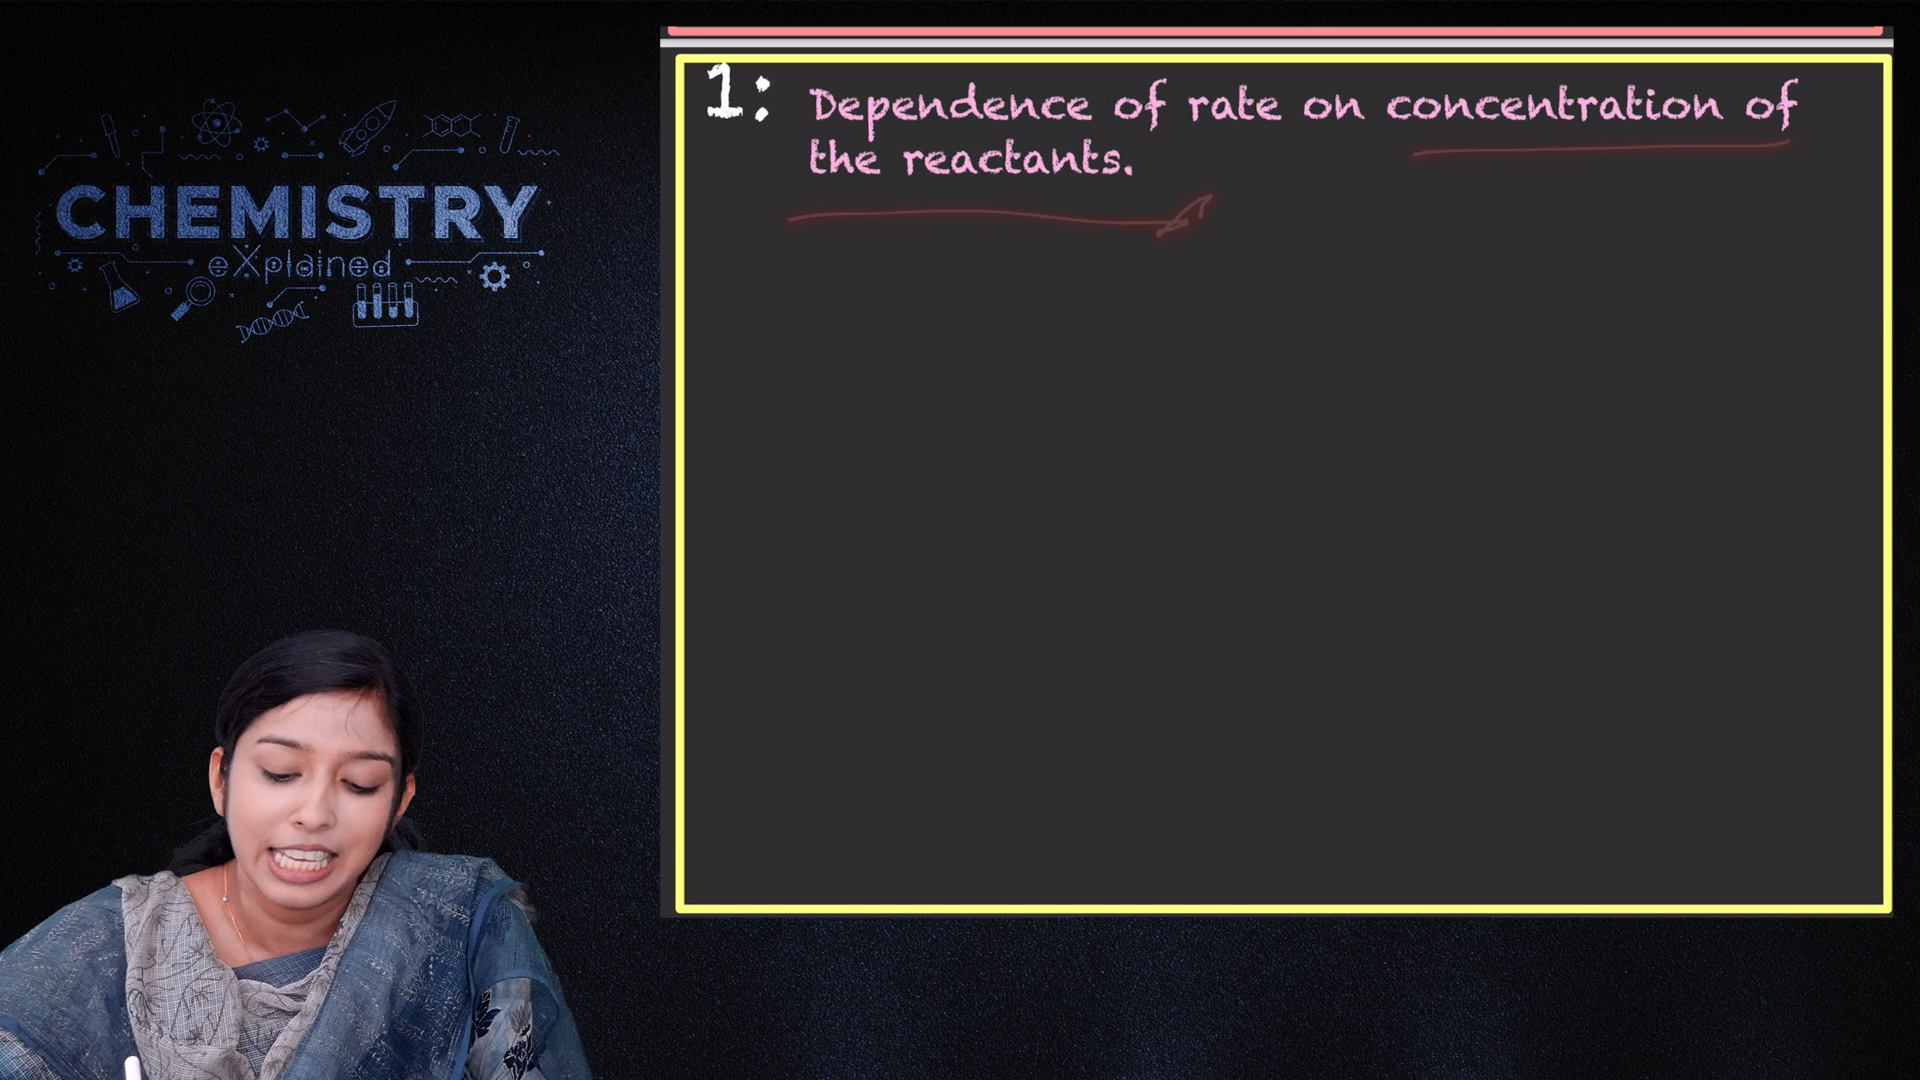 CHEMISTRY
eXplained
1: Dependence of rate on concentration of
the reactants.